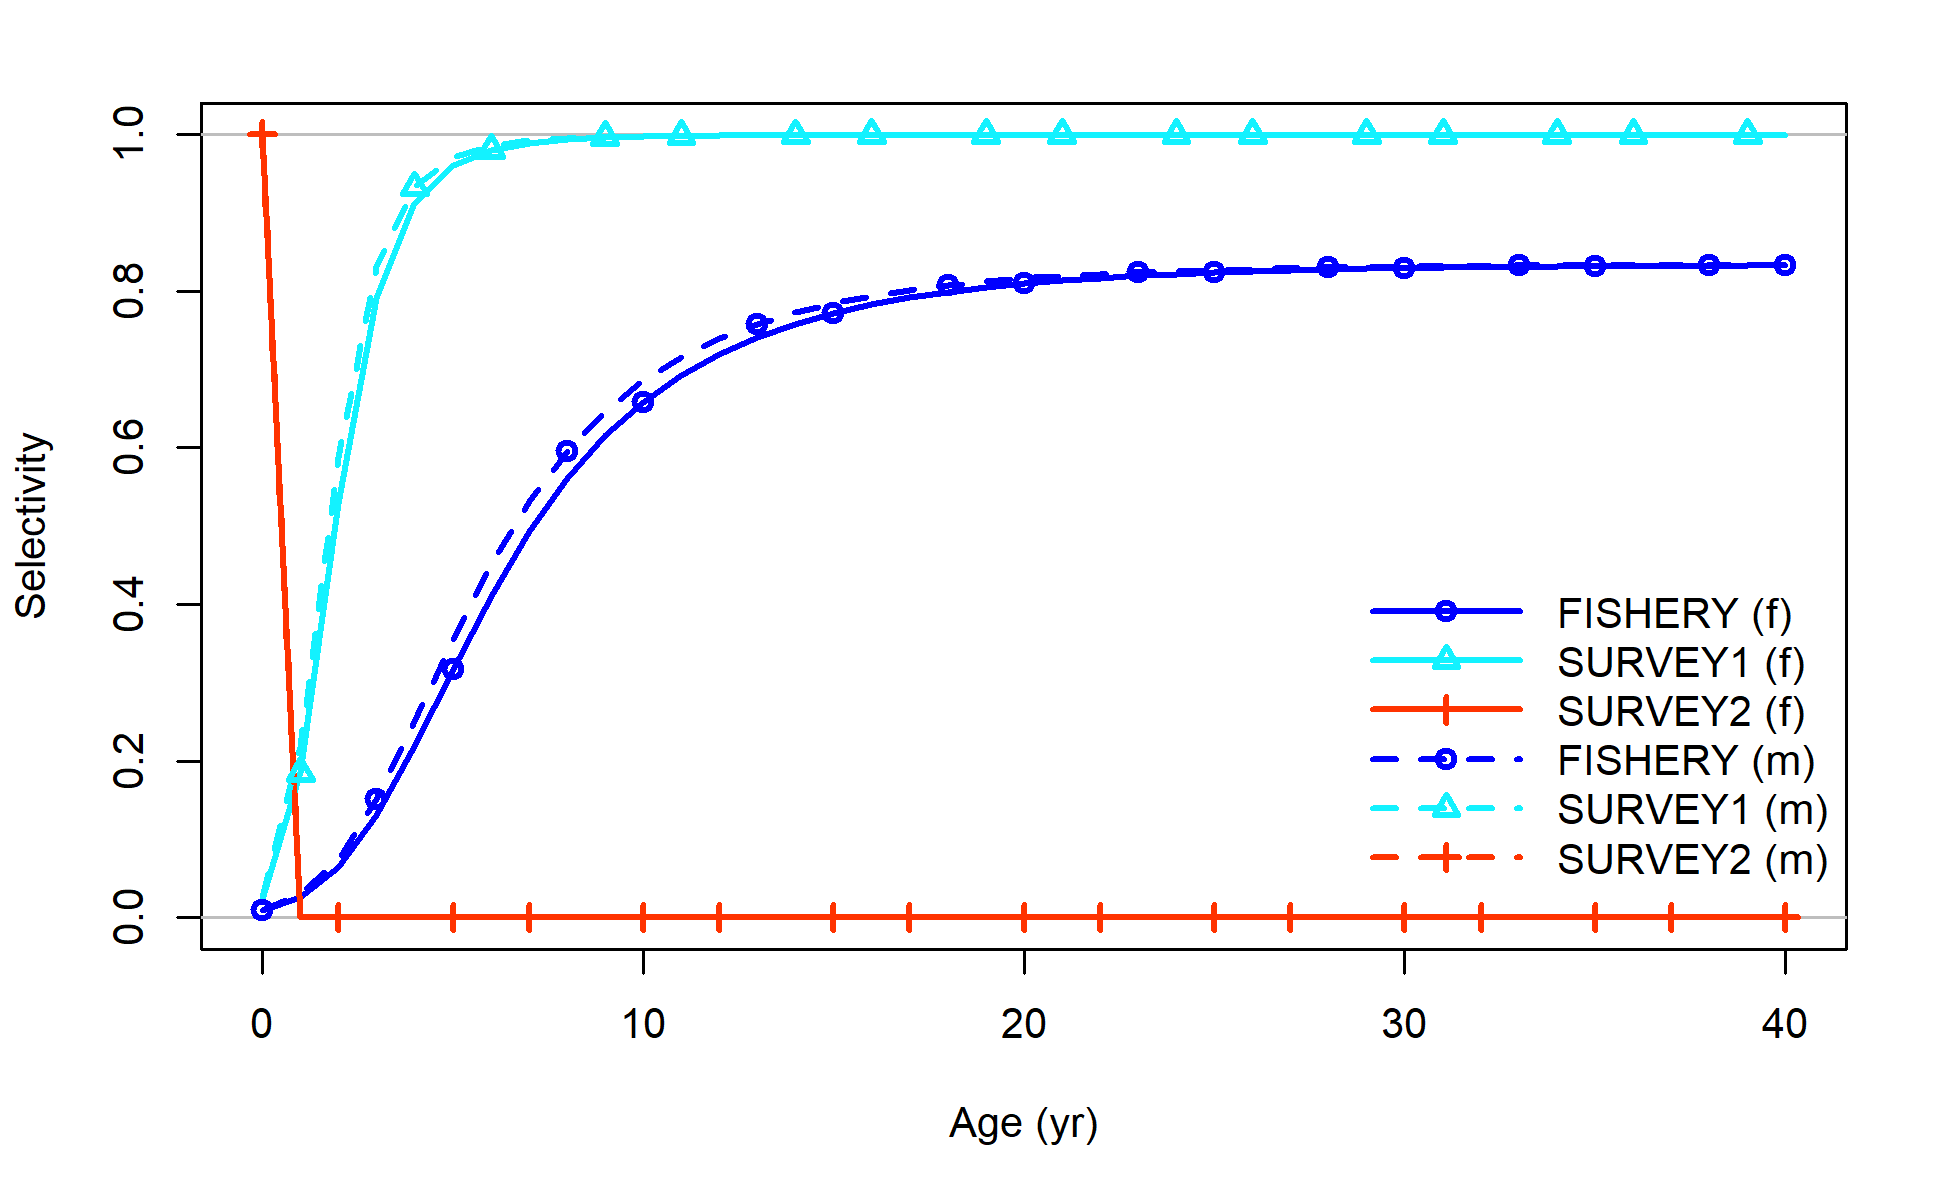 1.0
0.8
0.6
0.4
0.2
0.0
Selectivity
FISHERY (f)
SURVEY1 (f)
SURVEY2 (f)
FISHERY (m)
SURVEY1 (m)
SURVEY2 (m)
0 10 20 30 40
Age (yr)